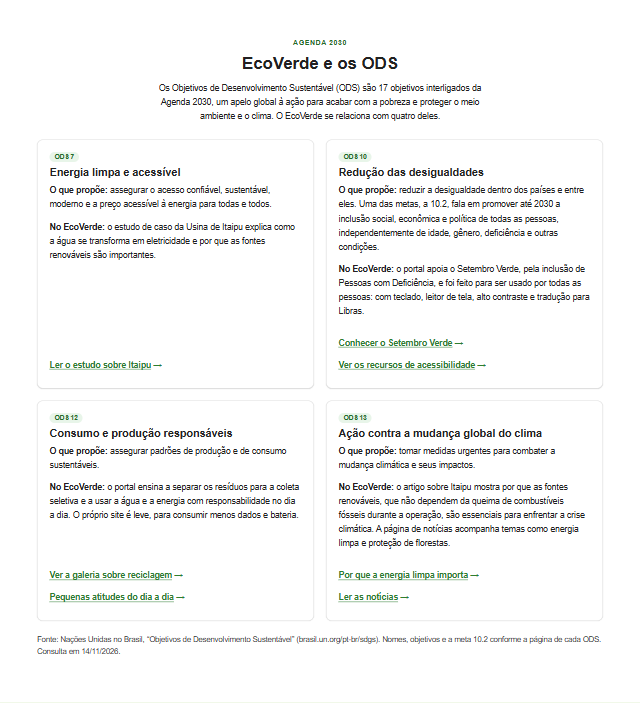 AGENDA 2030
EcoVerde e os ODS
Os Objetivos de Desenvolvimento Sustentável (ODS) são 17 objetivos interligados da
Agenda 2030, um apelo global à ação para acabar com a pobreza e proteger o meio
ambiente e o clima. O EcoVerde se relaciona com quatro deles.
ODS 7
Energia limpa e acessível
O que propõe: assegurar o acesso confiável, sustentável,
moderno e a preço acessível à energia para todas e todos.
No EcoVerde: o estudo de caso da Usina de Itaipu explica como
a água se transforma em eletricidade e por que as fontes
renováveis são importantes.
Ler o estudo sobre Itaipu →
ODS 10
Redução das desigualdades
O que propõe: reduzir a desigualdade dentro dos países e entre
eles. Uma das metas, a 10.2, fala em promover até 2030 a
inclusão social, econômica e política de todas as pessoas,
independentemente de idade, gênero, deficiência e outras
condições.
No EcoVerde: o portal apoia o Setembro Verde, pela inclusão de
Pessoas com Deficiência, e foi feito para ser usado por todas as
pessoas: com teclado, leitor de tela, alto contraste e tradução para
Libras.
Conhecer o Setembro Verde →
Ver os recursos de acessibilidade →
ODS 12
Consumo e produção responsáveis
O que propõe: assegurar padrões de produção e de consumo
sustentáveis.
No EcoVerde: o portal ensina a separar os resíduos para a coleta
seletiva e a usar a água e a energia com responsabilidade no dia
a dia. O próprio site é leve, para consumir menos dados e bateria.
Ver a galeria sobre reciclagem →
Pequenas atitudes do dia a dia →
ODS 13
Ação contra a mudança global do clima
O que propõe: tomar medidas urgentes para combater a
mudança climática e seus impactos.
No EcoVerde: o artigo sobre Itaipu mostra por que as fontes
renováveis, que não dependem da queima de combustíveis
fósseis durante a operação, são essenciais para enfrentar a crise
climática. A página de notícias acompanha temas como energia
limpa e proteção de florestas.
Por que a energia limpa importa →
Ler as notícias →
Fonte: Nações Unidas no Brasil, “Objetivos de Desenvolvimento Sustentável” (brasil.un.org/pt-br/sdgs). Nomes, objetivos e a meta 10.2 conforme a página de cada ODS.
Consulta em 14/11/2026.